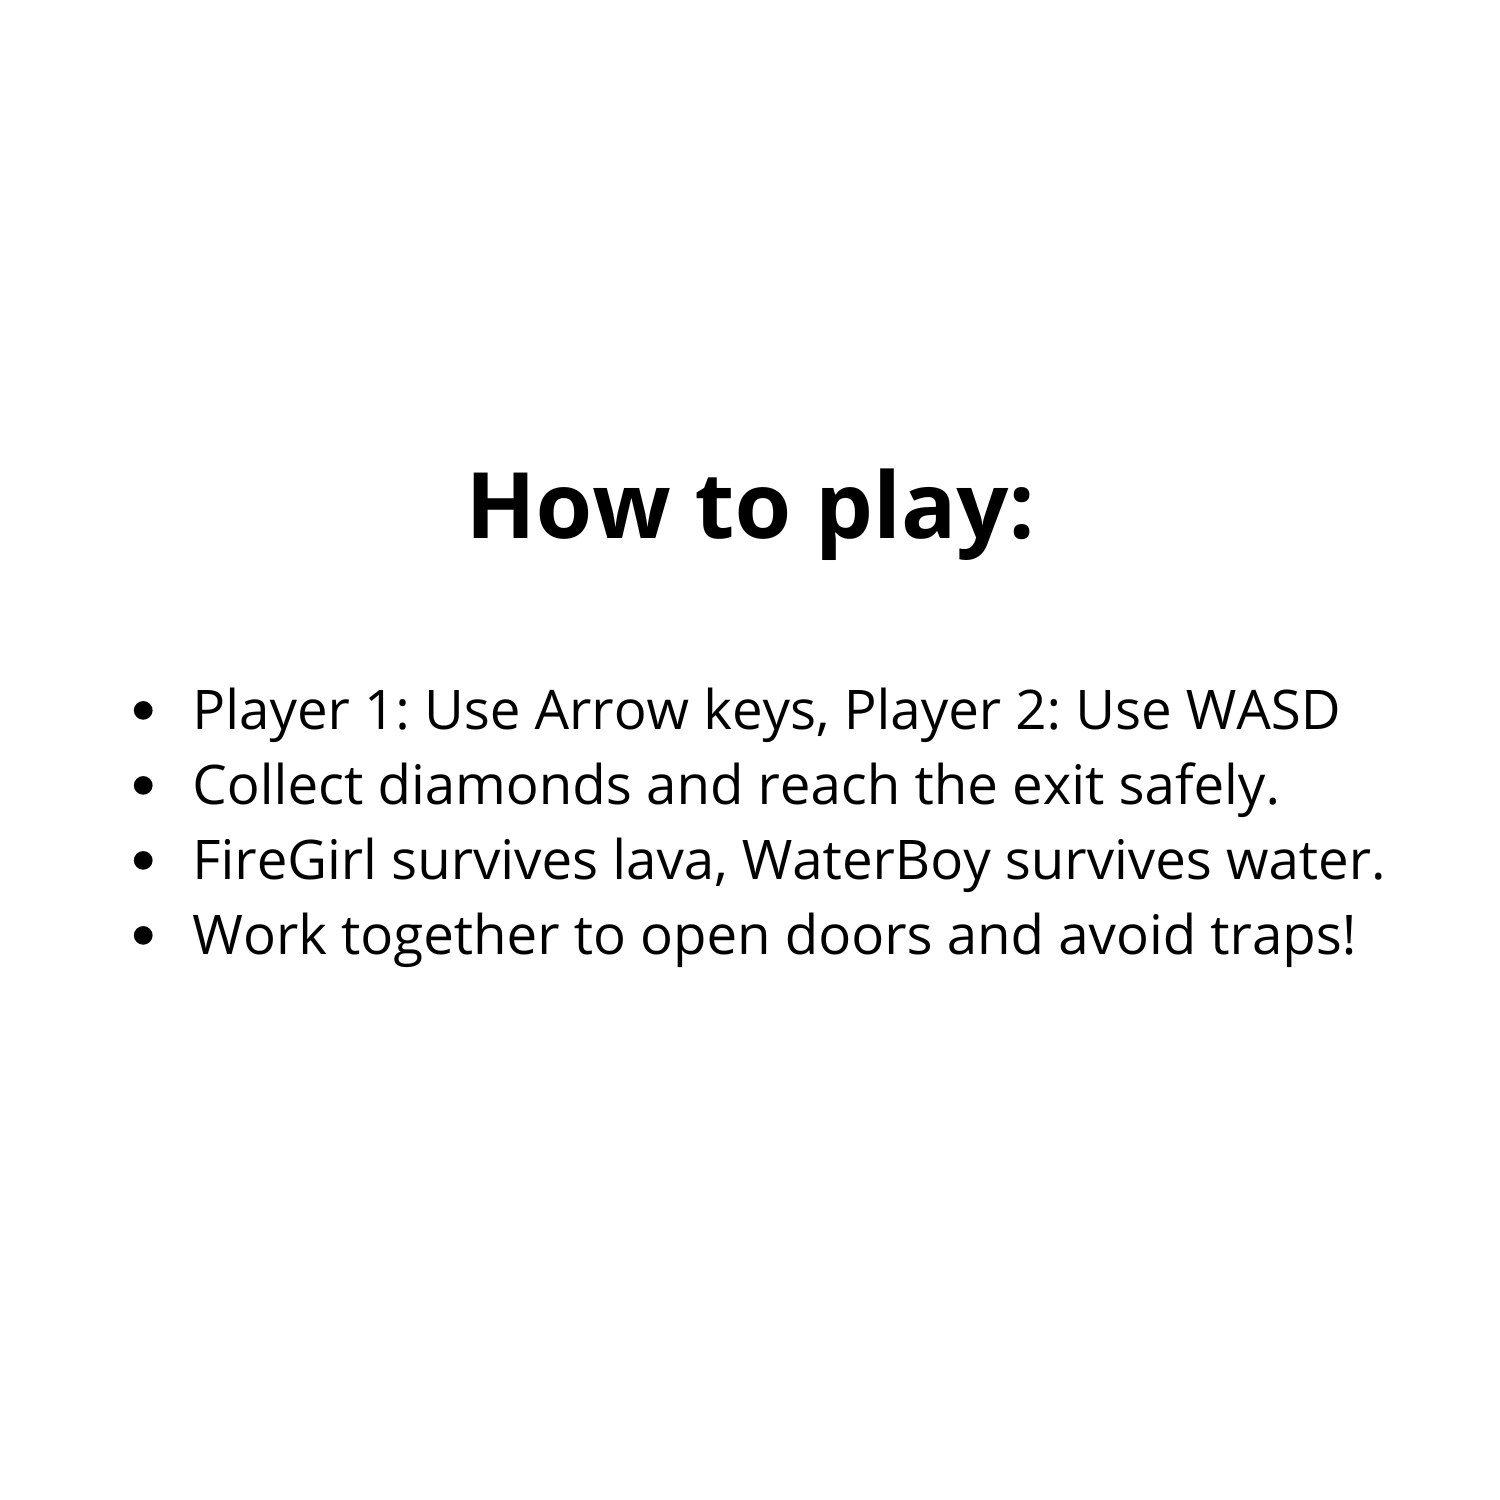 How to play:
• Player 1: Use Arrow keys, Player 2: Use WASD
• Collect diamonds and reach the exit safely.
• FireGirl survives lava, WaterBoy survives water.
• Work together to open doors and avoid traps!